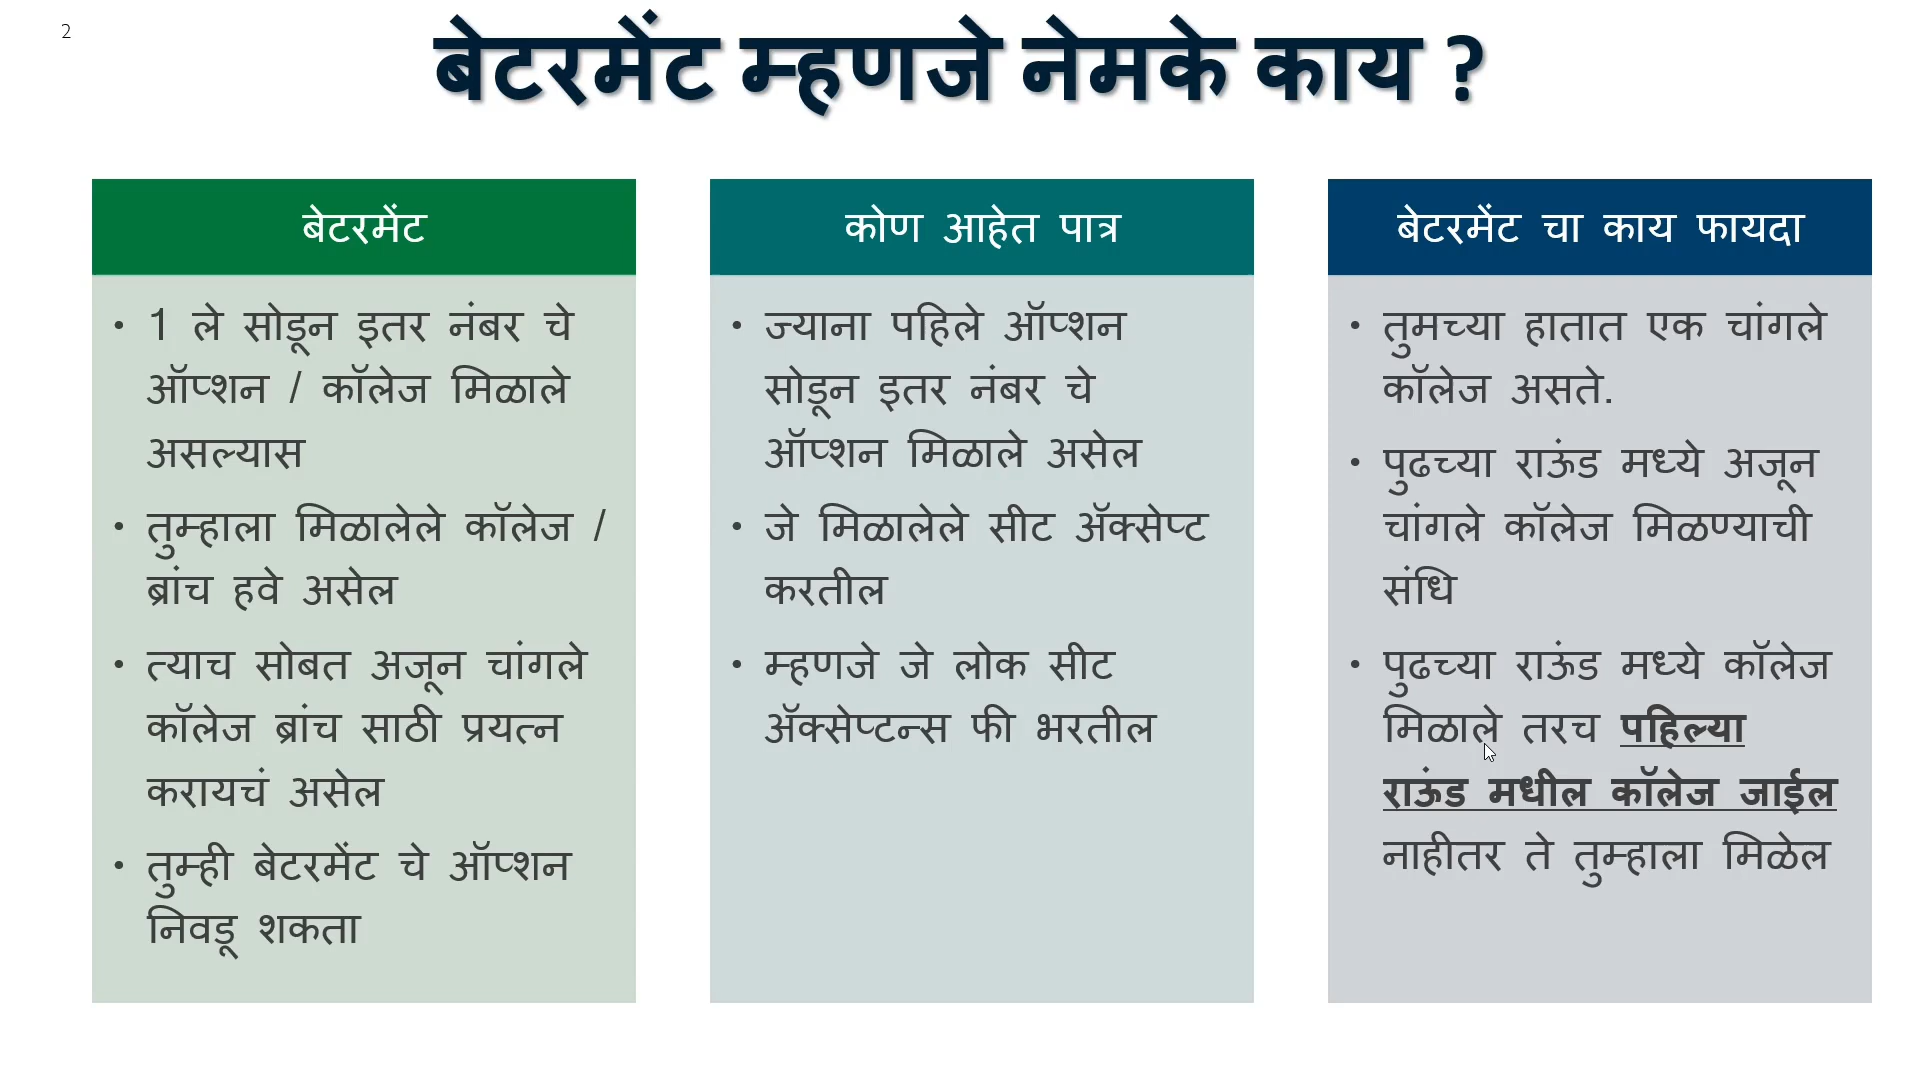 2
बेटरमेंट म्हणजे नेमके काय ?
बेटरमेंट
• 1 ले सोडून इतर नंबर चे
ऑप्शन / कॉलेज मिळाले
असल्यास
• तुम्हाला मिळालेले कॉलेज /
ब्रांच हवे असेल
• त्याच सोबत अजून चांगले
कॉलेज ब्रांच साठी प्रयत्न
करायचं असेल
• तुम्ही बेटरमेंट चे ऑप्शन
निवडू शकता
कोण आहेत पात्र
• ज्याना पहिले ऑप्शन
सोडून इतर नंबर चे
ऑप्शन मिळाले असेल
• जे मिळालेले सीट ॲक्सेप्ट
करतील
• म्हणजे जे लोक सीट
ॲक्सेप्टन्स फी भरतील
बेटरमेंट चा काय फायदा
• तुमच्या हातात एक चांगले
कॉलेज असते.
• पुढच्या राऊंड मध्ये अजून
चांगले कॉलेज मिळण्याची
संधि
• पुढच्या राऊंड मध्ये कॉलेज
मिळाले तरच पहिल्या
राऊंड मधील कॉलेज जाईल
नाहीतर ते तुम्हाला मिळेल